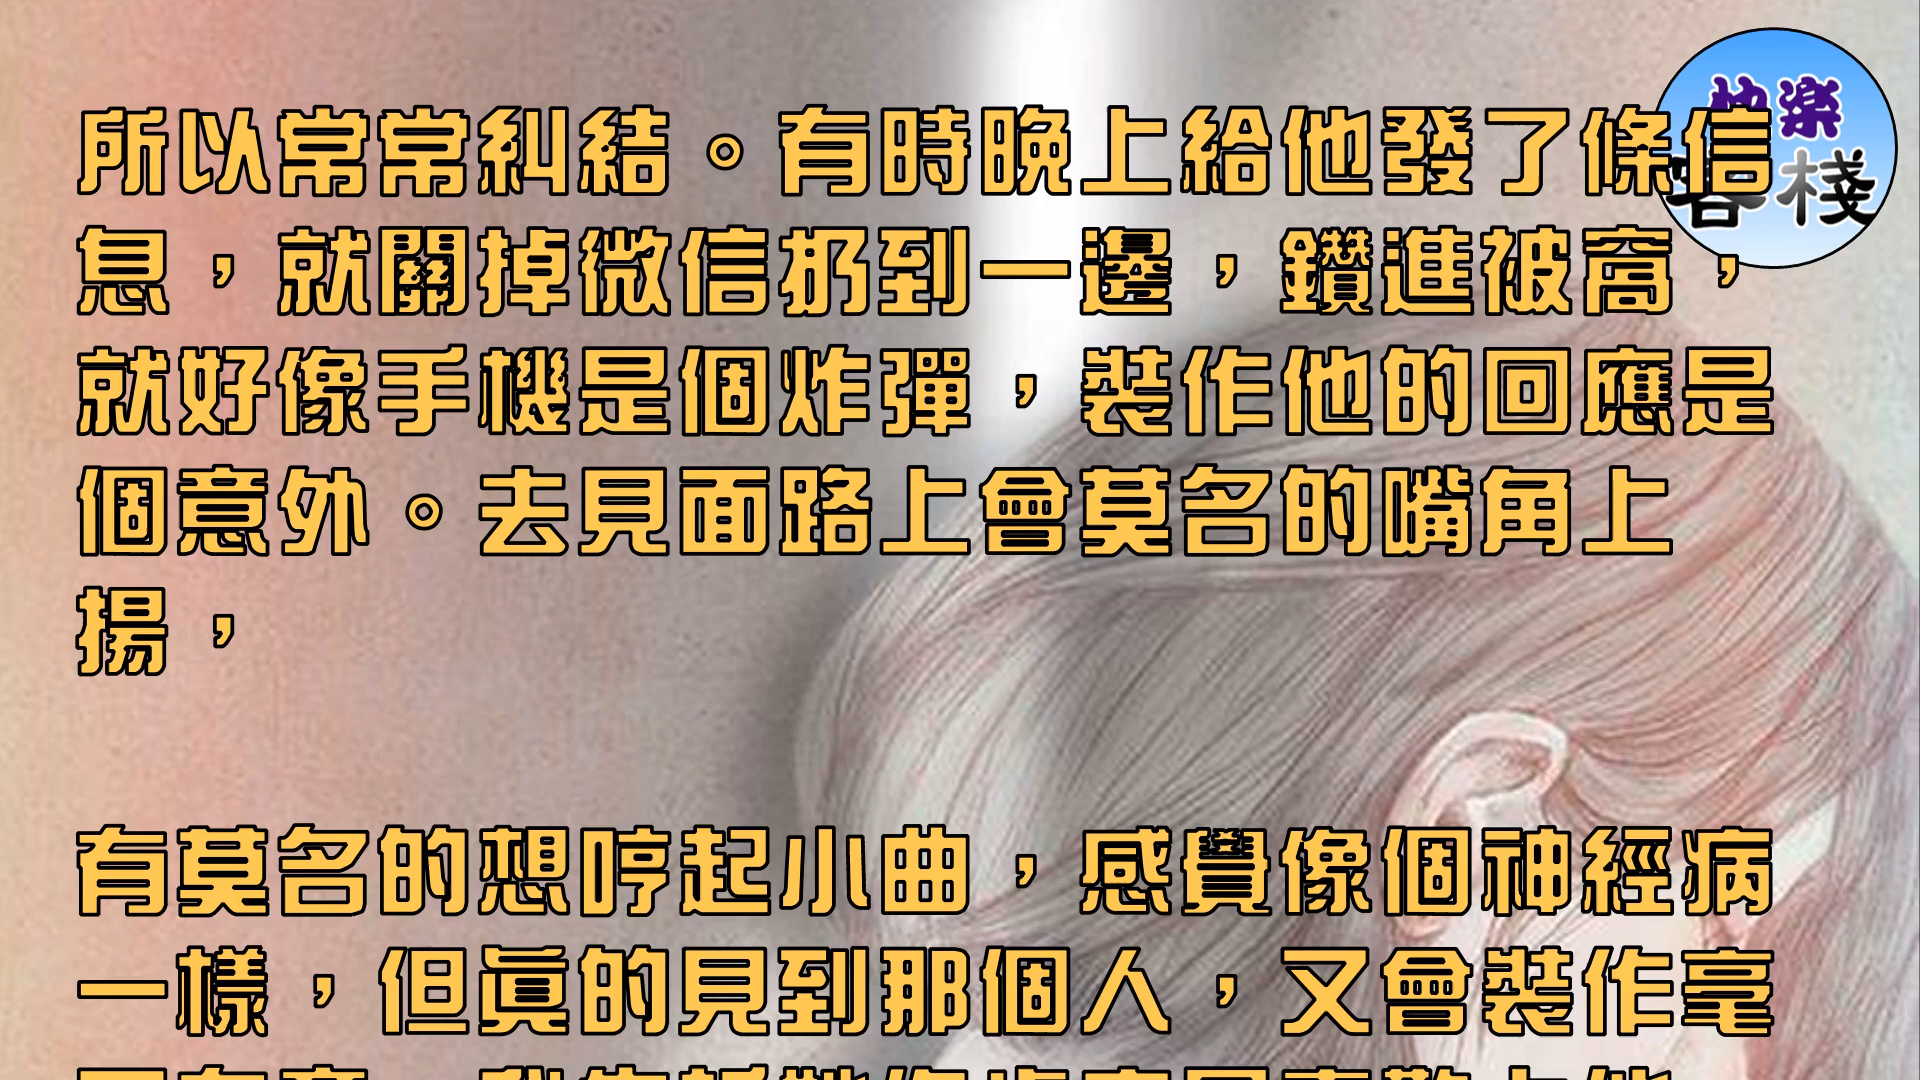 快楽
客栈
所以常常糾結。有時晚上給他發了條信
息，就關掉微信扔到一邊，鑽進被窩，
就好像手機是個炸彈，裝作他的回應是
個意外。去見面路上會莫名的嘴角上
揚，
有莫名的想哼起小曲，感覺像個神經病
一樣，但真的見到那個人，又會裝作毫